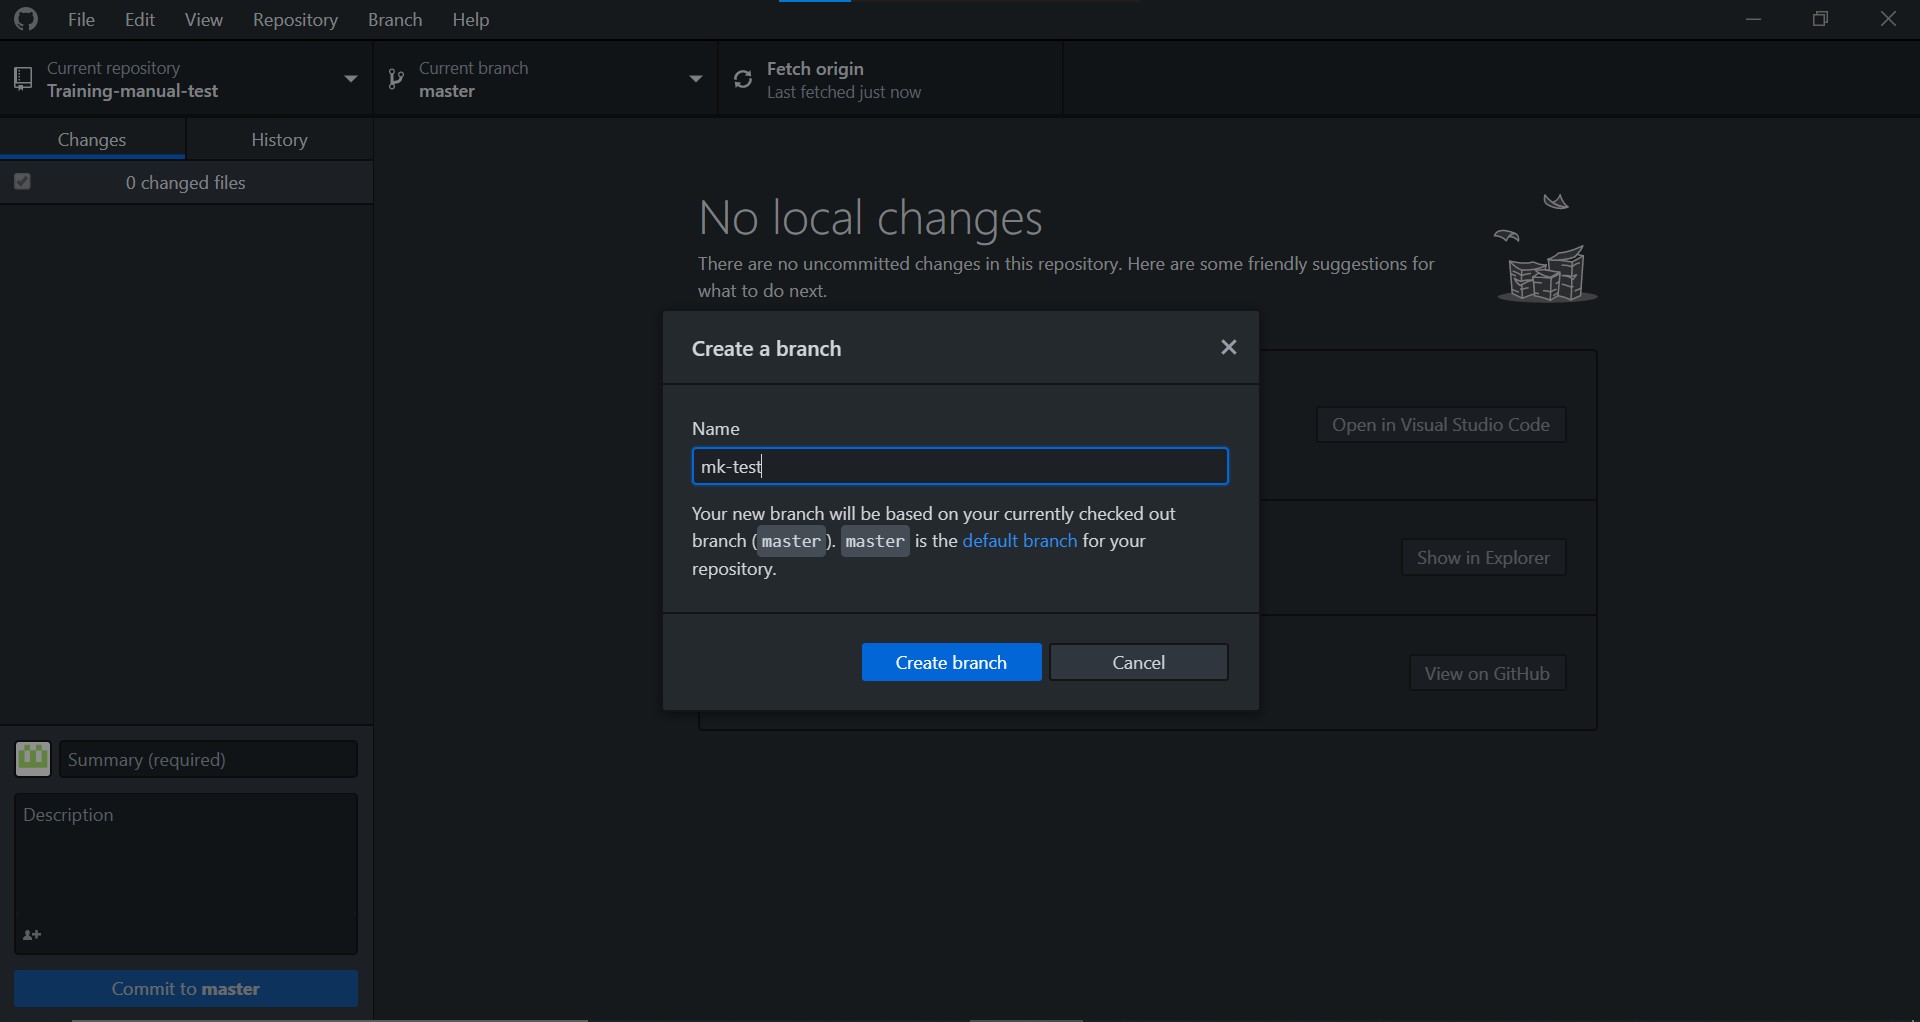 File Edit View Repository Branch Help
Current repository
Training-manual-test
Current branch
master
Fetch origin
Last fetched just now
Changes
History
0 changed files
No local changes
There are no uncommitted changes in this repository. Here are some friendly suggestions for
what to do next.
Create a branch
Name
mk-test
Your new branch will be based on your currently checked out
branch (master). master is the default branch for your
repository.
Create branch
Cancel
Open in Visual Studio Code
Show in Explorer
View on GitHub
Summary (required)
Description
Commit to master